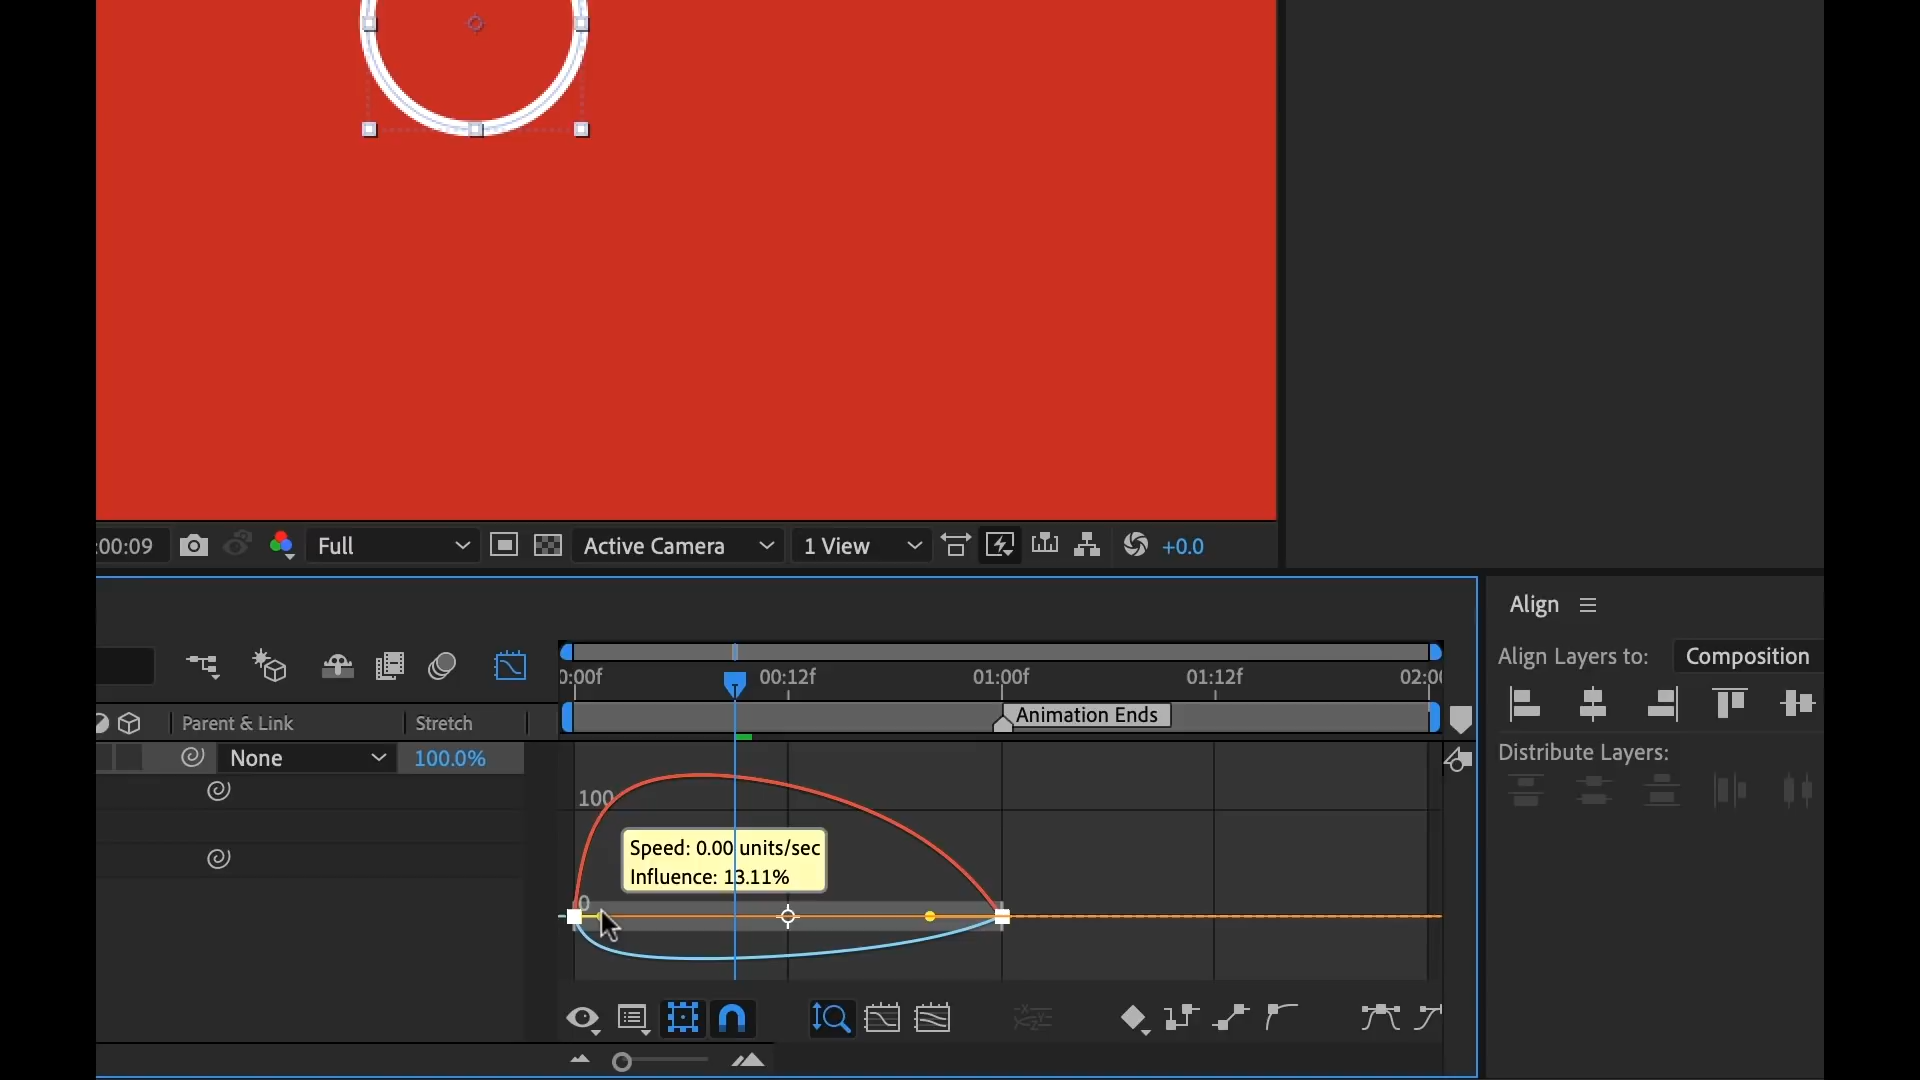 :00:09
Full
Active Camera
1 View
+0.0
Align
Align Layers to:
Composition
0:00f
00:12f
01:00f
01:12f
02:00
Animation Ends
Parent & Link
Stretch
None
100.0%
Distribute Layers:
100
Speed: 0.00 units/sec
Influence: 13.11%
0